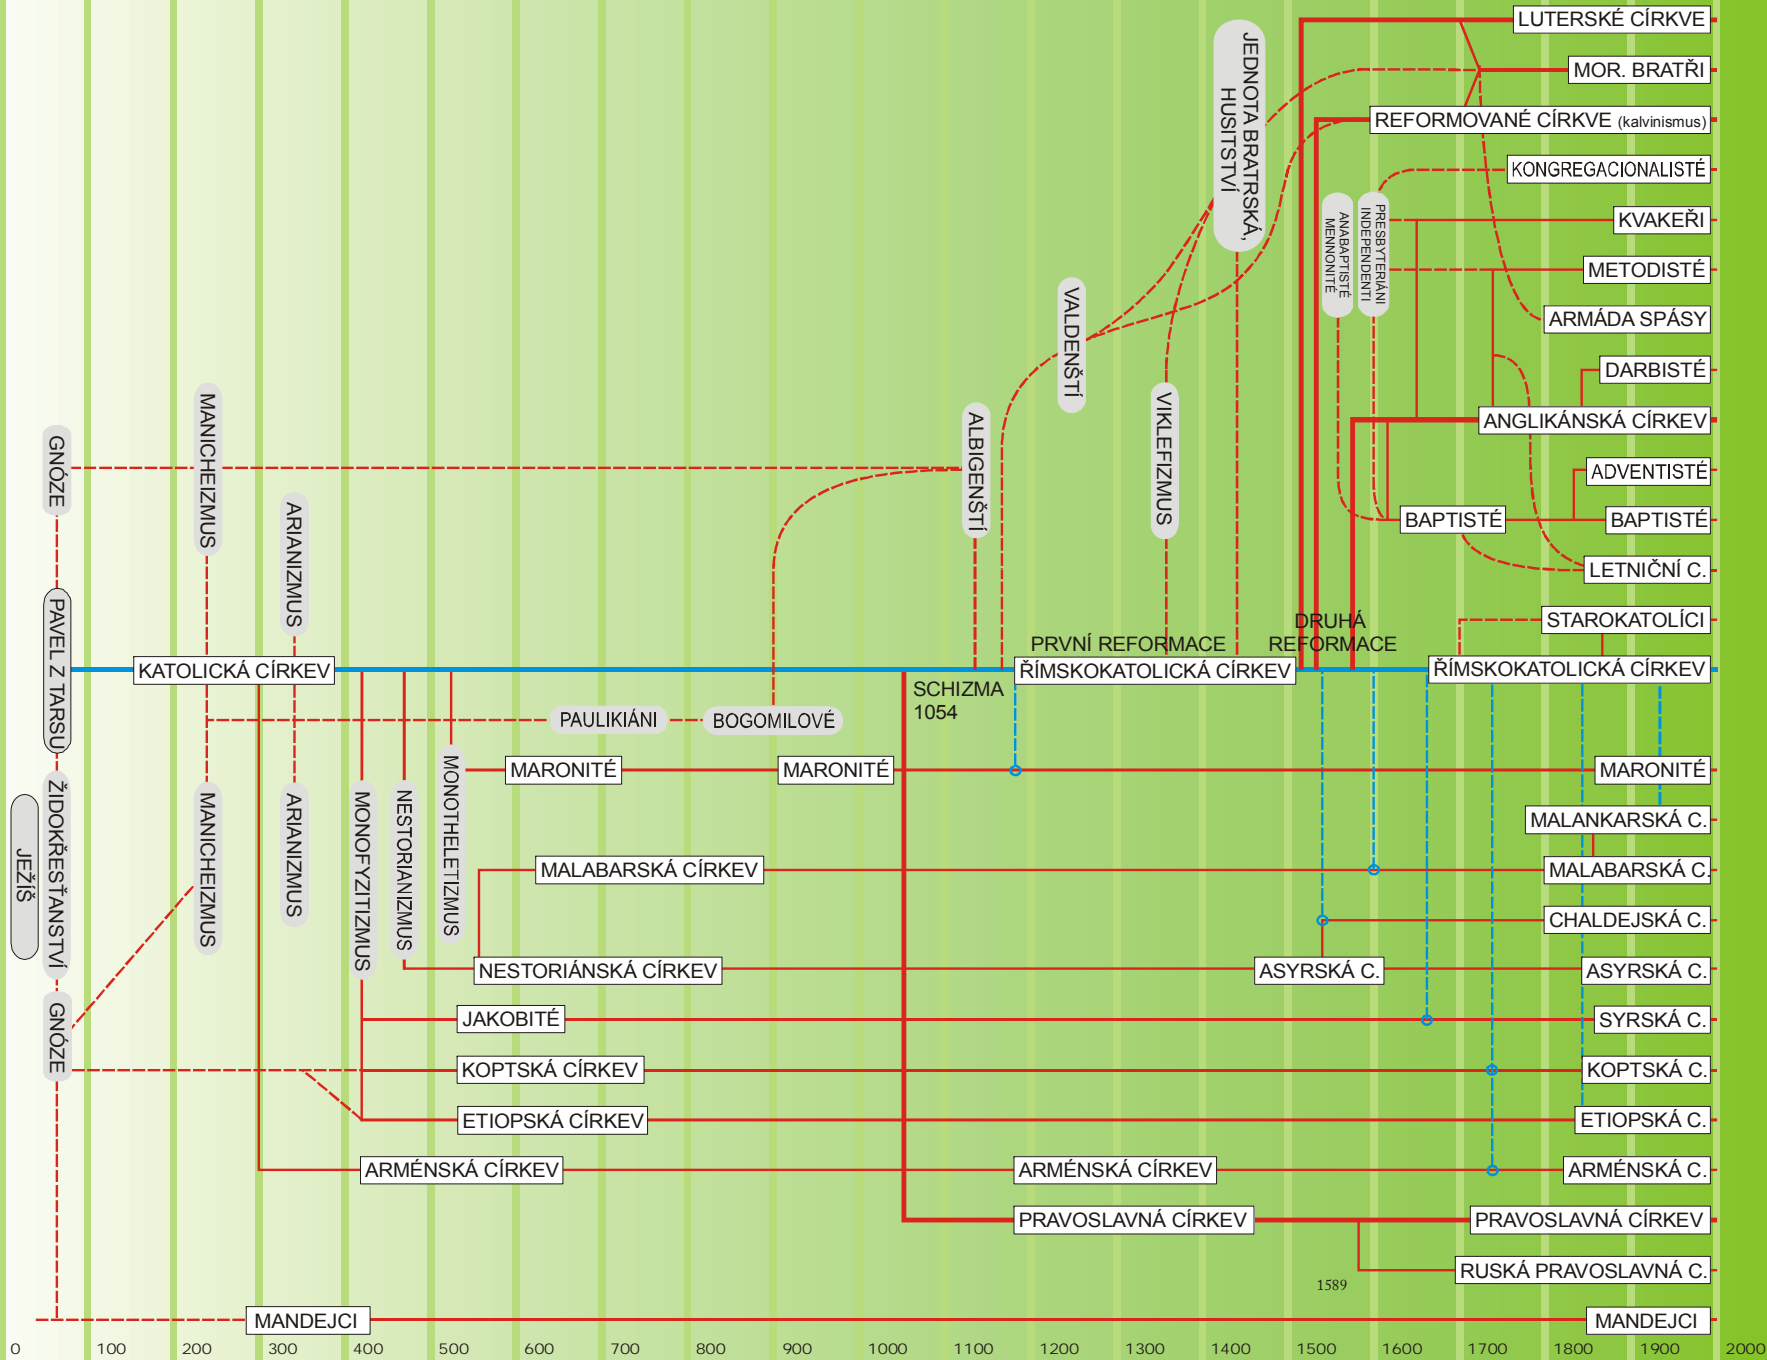 LUTERSKÉ CÍRKVE
MOR. BRATŘI
REFORMOVANÉ CÍRKVE (kalvinismus)
KONGREGACIONALISTÉ
KVAKEŘI
METODISTÉ
ARMÁDA SPÁSY
DARBISTÉ
ANGLIKÁNSKÁ CÍRKEV
ADVENTISTÉ
BAPTISTÉ
BAPTISTÉ
LETNIČNÍ C.
STAROKATOLÍCI
JEDNOTA BRATRSKÁ,
HUSITSTVÍ
ANABAPTISTÉ
MENNONITÉ
PRESBYTERIÁNI
INDEPENDENTI
VALDENŠTÍ
VIKLEFIZMUS
ALBIGENŠTÍ
MANICHEIZMUS
GNÓZE
ARIANIZMUS
PAVEL Z TARSU
DRUHÁ
REFORMACE
PRVNÍ REFORMACE
KATOLICKÁ CÍRKEV
ŘÍMSKOKATOLICKÁ CÍRKEV
ŘÍMSKOKATOLICKÁ CÍRKEV
SCHIZMA
1054
PAULIKIÁNI
BOGOMILOVÉ
MONOTHELETIZMUS
MARONITÉ
MARONITÉ
MARONITÉ
JEŽÍŠ
ŽIDOKŘESŤANSTVÍ
MANICHEIZMUS
ARIANIZMUS
MONOFYZITIZMUS
NESTORIANIZMUS
MALANKARSKÁ C.
MALABARSKÁ CÍRKEV
MALABARSKÁ C.
CHALDEJSKÁ C.
NESTORIÁNSKÁ CÍRKEV
ASYRSKÁ C.
ASYRSKÁ C.
GNÓZE
JAKOBITÉ
SYRSKÁ C.
KOPTSKÁ CÍRKEV
KOPTSKÁ C.
ETIOPSKÁ CÍRKEV
ETIOPSKÁ C.
ARMÉNSKÁ CÍRKEV
ARMÉNSKÁ CÍRKEV
ARMÉNSKÁ C.
PRAVOSLAVNÁ CÍRKEV
PRAVOSLAVNÁ CÍRKEV
RUSKÁ PRAVOSLAVNÁ C.
1589
MANDEJCI
MANDEJCI
0 100 200 300 400 500 600 700 800 900 1000 1100 1200 1300 1400 1500 1600 1700 1800 1900 2000